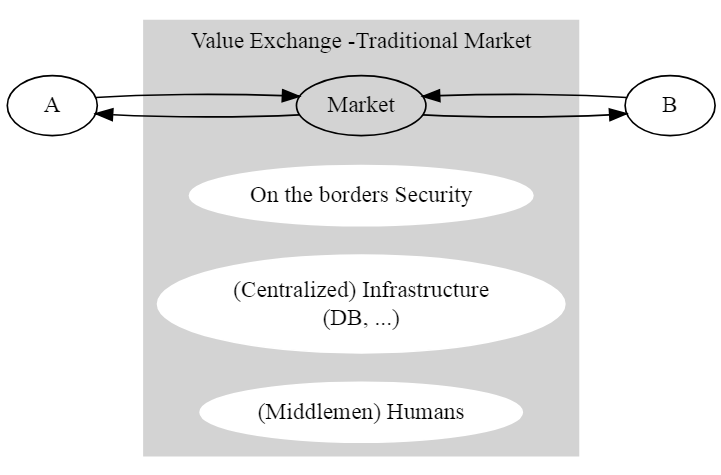 Value Exchange -Traditional Market
A
Market
B
On the borders Security
(Centralized) Infrastructure
(DB, ...)
(Middlemen) Humans